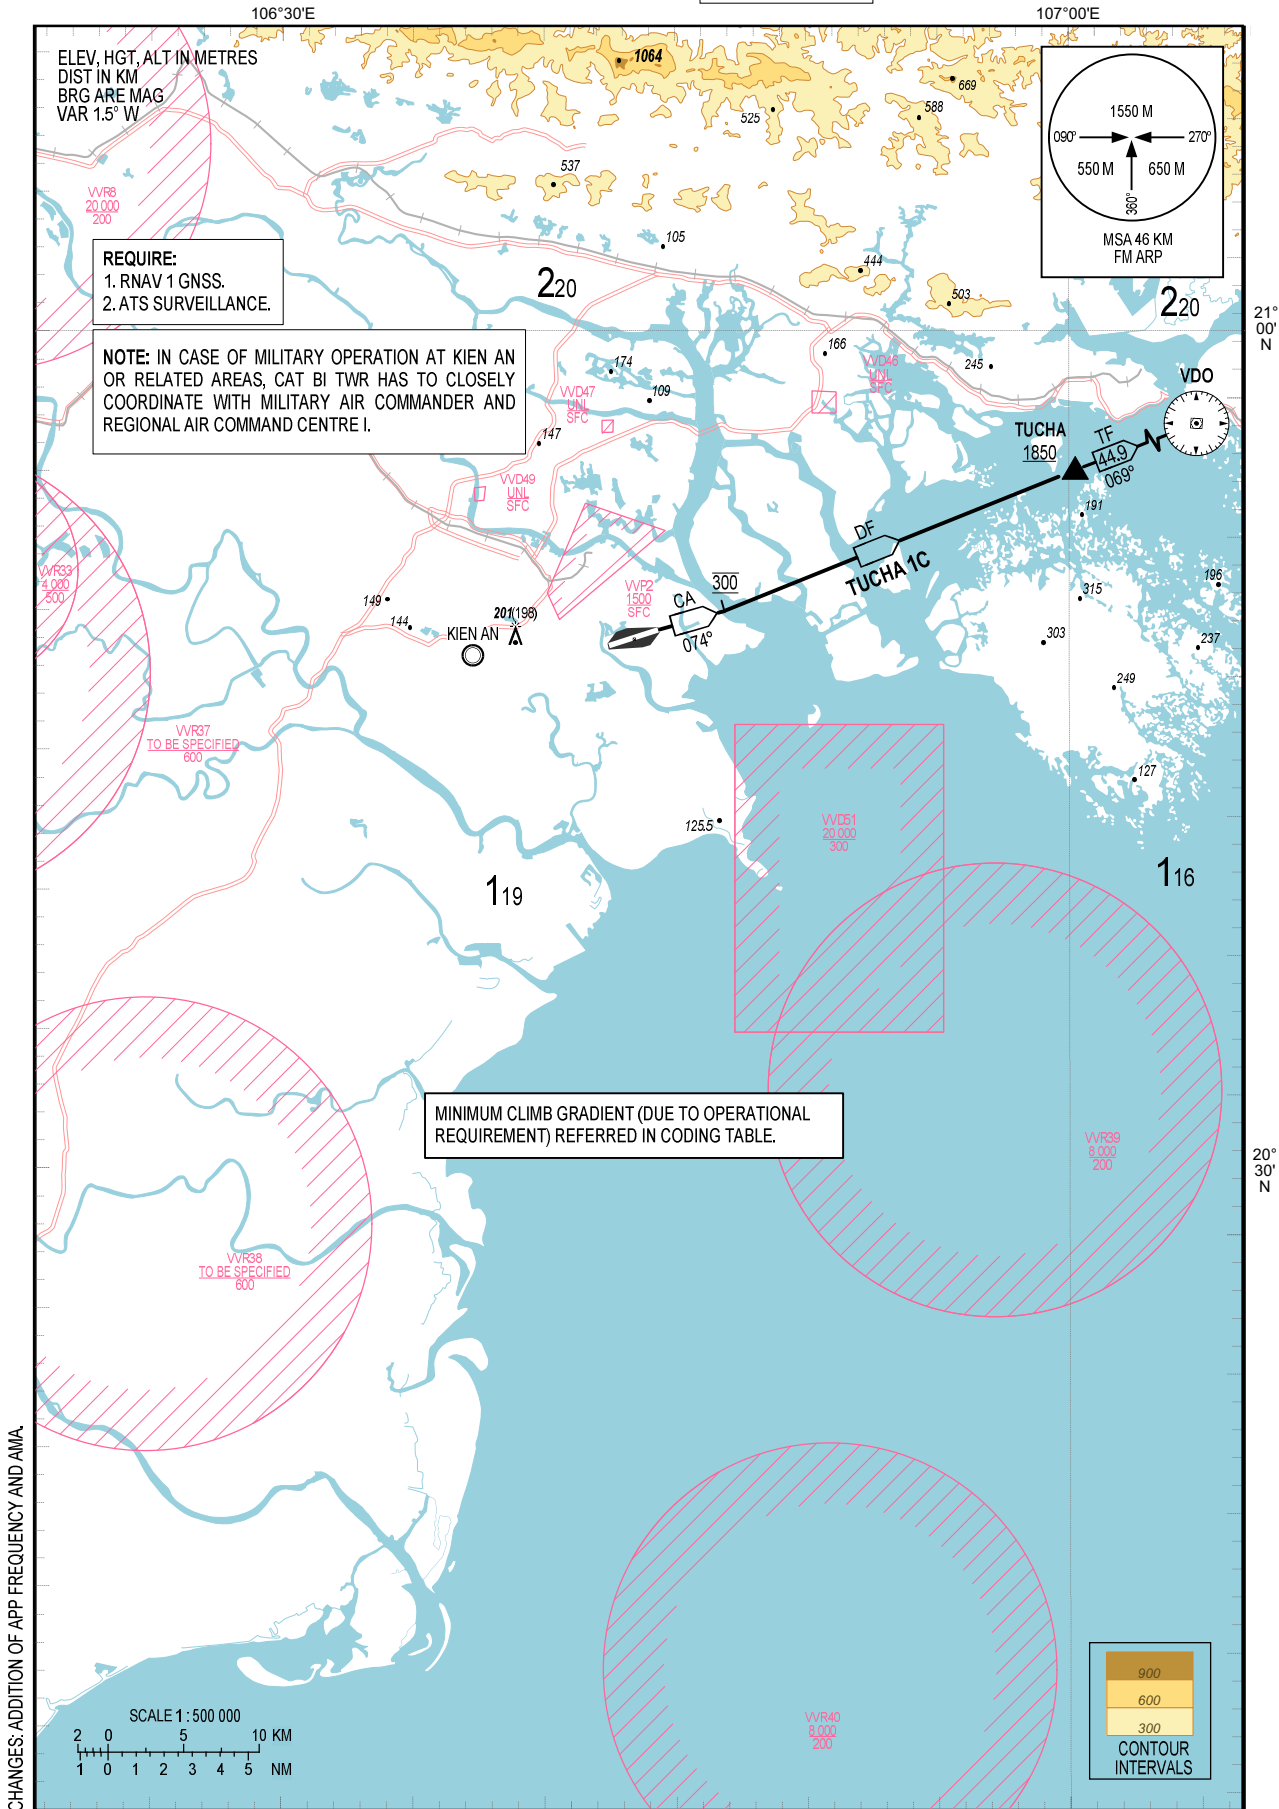 106°30'E
107°00'E
ELEV, HGT, ALT IN METRES
DIST IN KM
BRG ARE MAG
VAR 1.5° W
1064
669
588
525
537
105
444
503
1550 M
090°
270°
550 M
650 M
360°
MSA 46 KM
FM ARP
VVR8
20 000
200
REQUIRE:
1. RNAV 1 GNSS.
2. ATS SURVEILLANCE.
220
220
21°
00'
N
NOTE: IN CASE OF MILITARY OPERATION AT KIEN AN
OR RELATED AREAS, CAT BI TWR HAS TO CLOSELY
COORDINATE WITH MILITARY AIR COMMANDER AND
REGIONAL AIR COMMAND CENTRE I.
174
109
147
166
245
VVD47
UNL
SFC
VVD46
UNL
SFC
VVD49
UNL
SFC
VDO
TUCHA
1850
TF
44.9
069°
191
DF
TUCHA 1C
300
CA
074°
VVP2
1500
SFC
VVR33
4 000
500
149
144
201(198)
KIEN AN
315
196
303
237
249
127
VVR37
TO BE SPECIFIED
600
125.5
VVD51
20 000
300
119
116
MINIMUM CLIMB GRADIENT (DUE TO OPERATIONAL
REQUIREMENT) REFERRED IN CODING TABLE.
VVR39
8 000
200
20°
30'
N
VVR38
TO BE SPECIFIED
600
CHANGES: ADDITION OF APP FREQUENCY AND AMA.
VVR40
8 000
200
SCALE 1 : 500 000
2 0 5 10 KM
1 0 1 2 3 4 5 NM
900
600
300
CONTOUR
INTERVALS